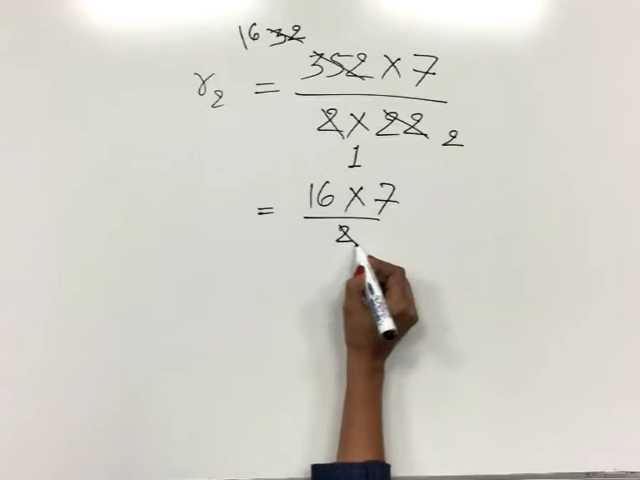 16 32
r₂ = 352 × 7
2 × 22 2
1
= 16 × 7
2